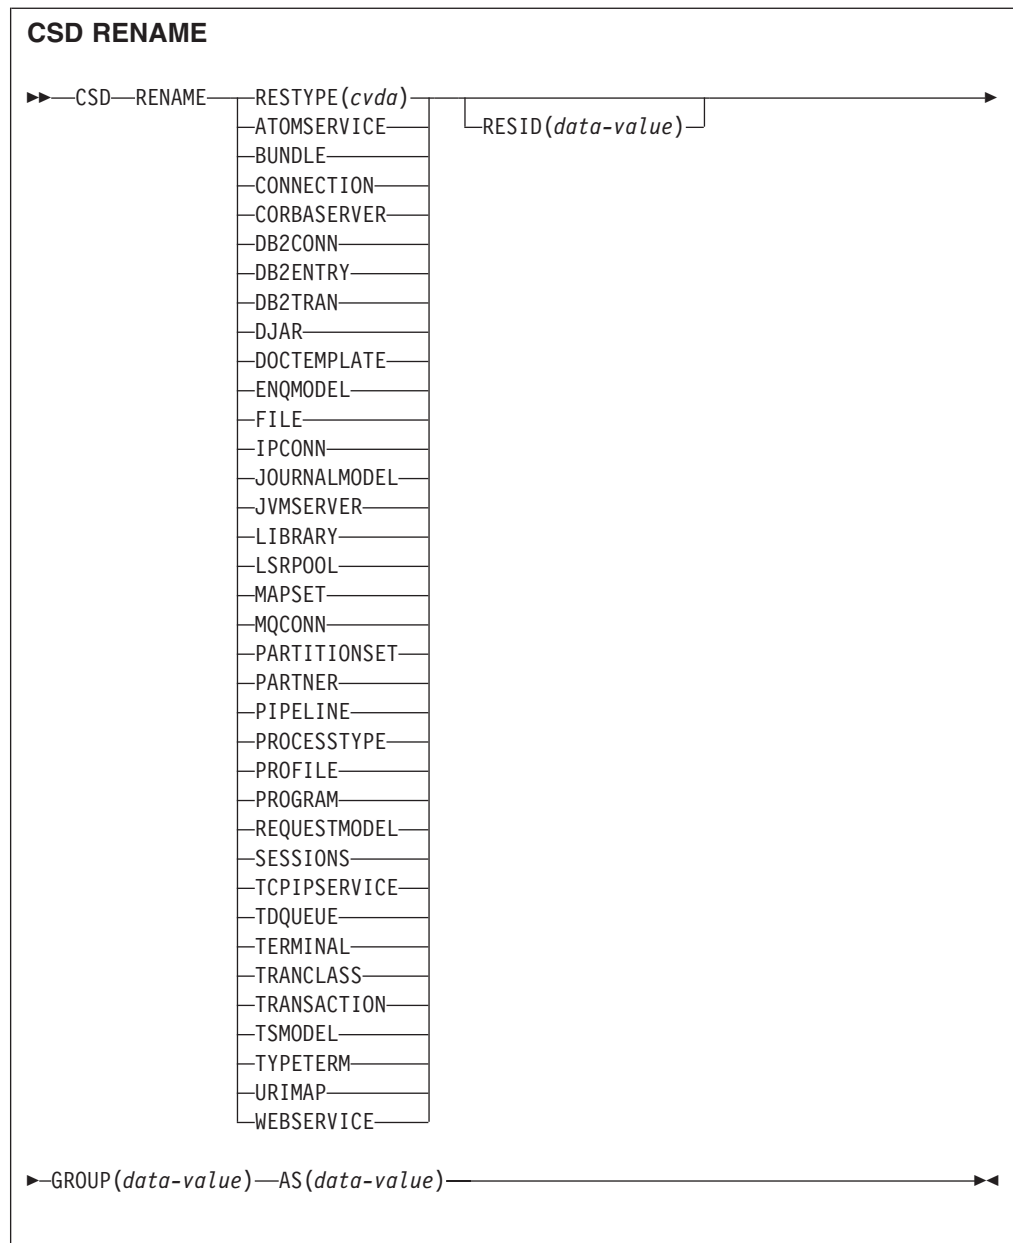 CSD RENAME
CSD RENAME RESTYPE(cvda)
ATOMSERVICE RESID(data-value)
BUNDLE
CONNECTION
CORBASERVER
DB2CONN
DB2ENTRY
DB2TRAN
DJAR
DOCTEMPLATE
ENQMODEL
FILE
IPCONN
JOURNALMODEL
JVMSERVER
LIBRARY
LSRPOOL
MAPSET
MQCONN
PARTITIONSET
PARTNER
PIPELINE
PROCESSTYPE
PROFILE
PROGRAM
REQUESTMODEL
SESSIONS
TCPIPSERVICE
TDQUEUE
TERMINAL
TRANCLASS
TRANSACTION
TSMODEL
TYPETERM
URIMAP
WEBSERVICE
GROUP(data-value) AS(data-value)